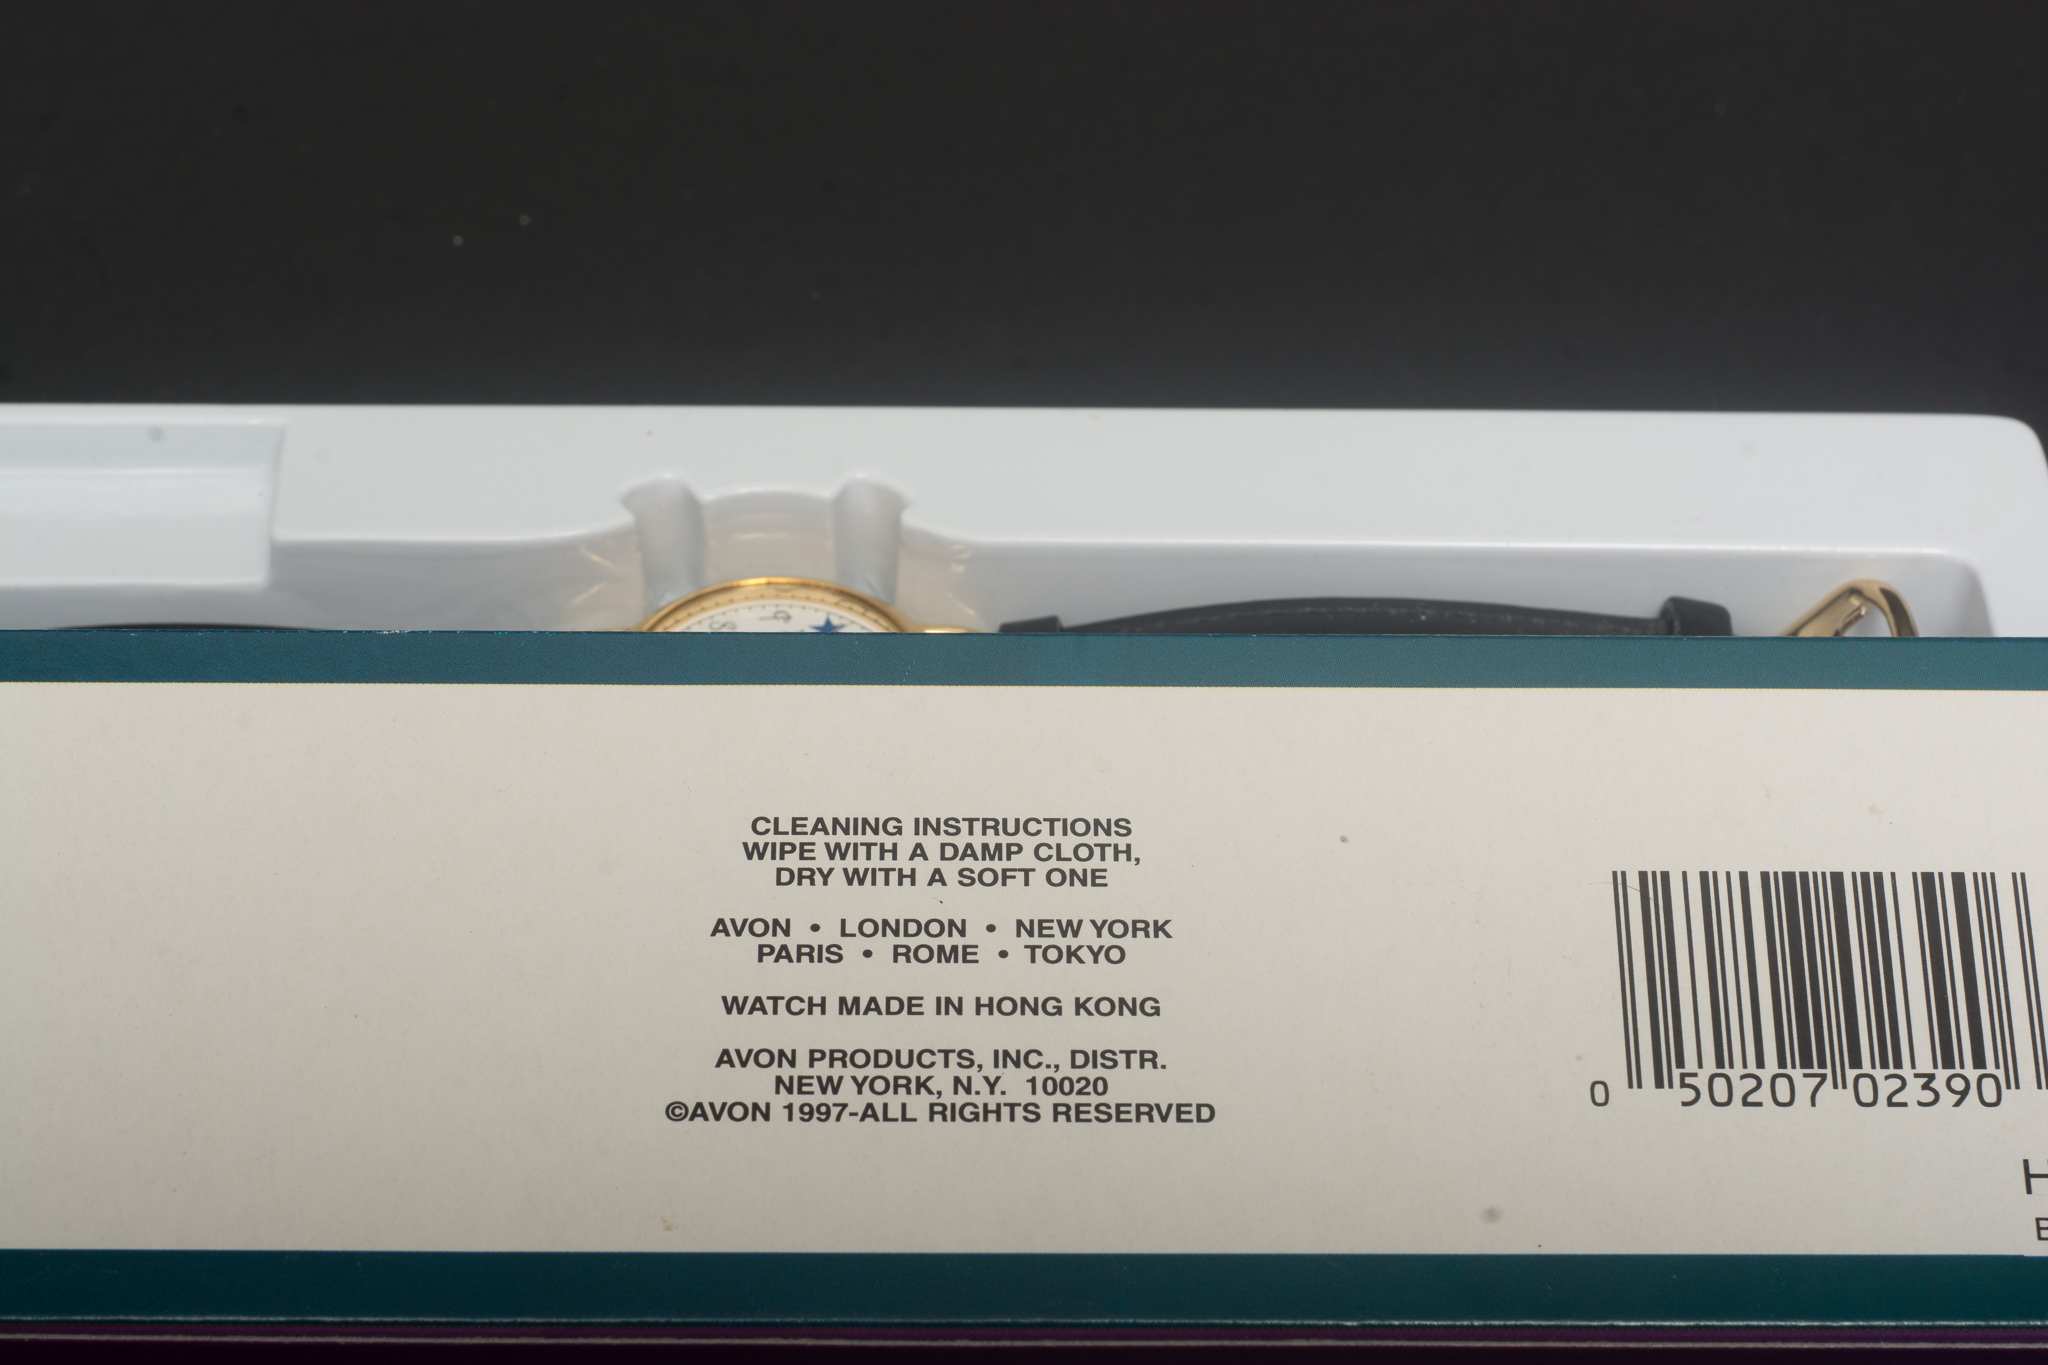 CLEANING INSTRUCTIONS
WIPE WITH A DAMP CLOTH,
DRY WITH A SOFT ONE
AVON • LONDON • NEW YORK
PARIS • ROME • TOKYO
WATCH MADE IN HONG KONG
AVON PRODUCTS, INC., DISTR.
NEW YORK, N.Y. 10020
©AVON 1997-ALL RIGHTS RESERVED
0 50207 02390